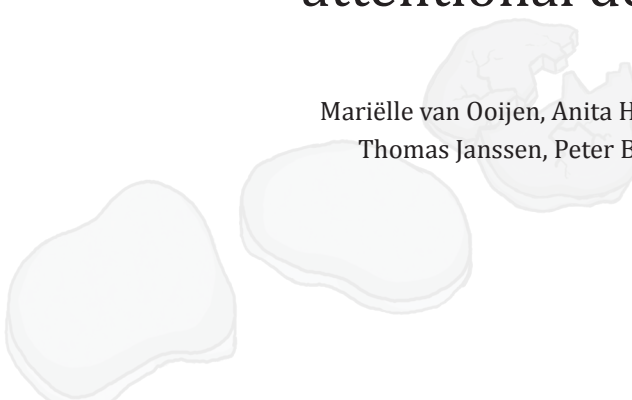 attentional de
Mariëlle van Ooijen, Anita H
Thomas Janssen, Peter B